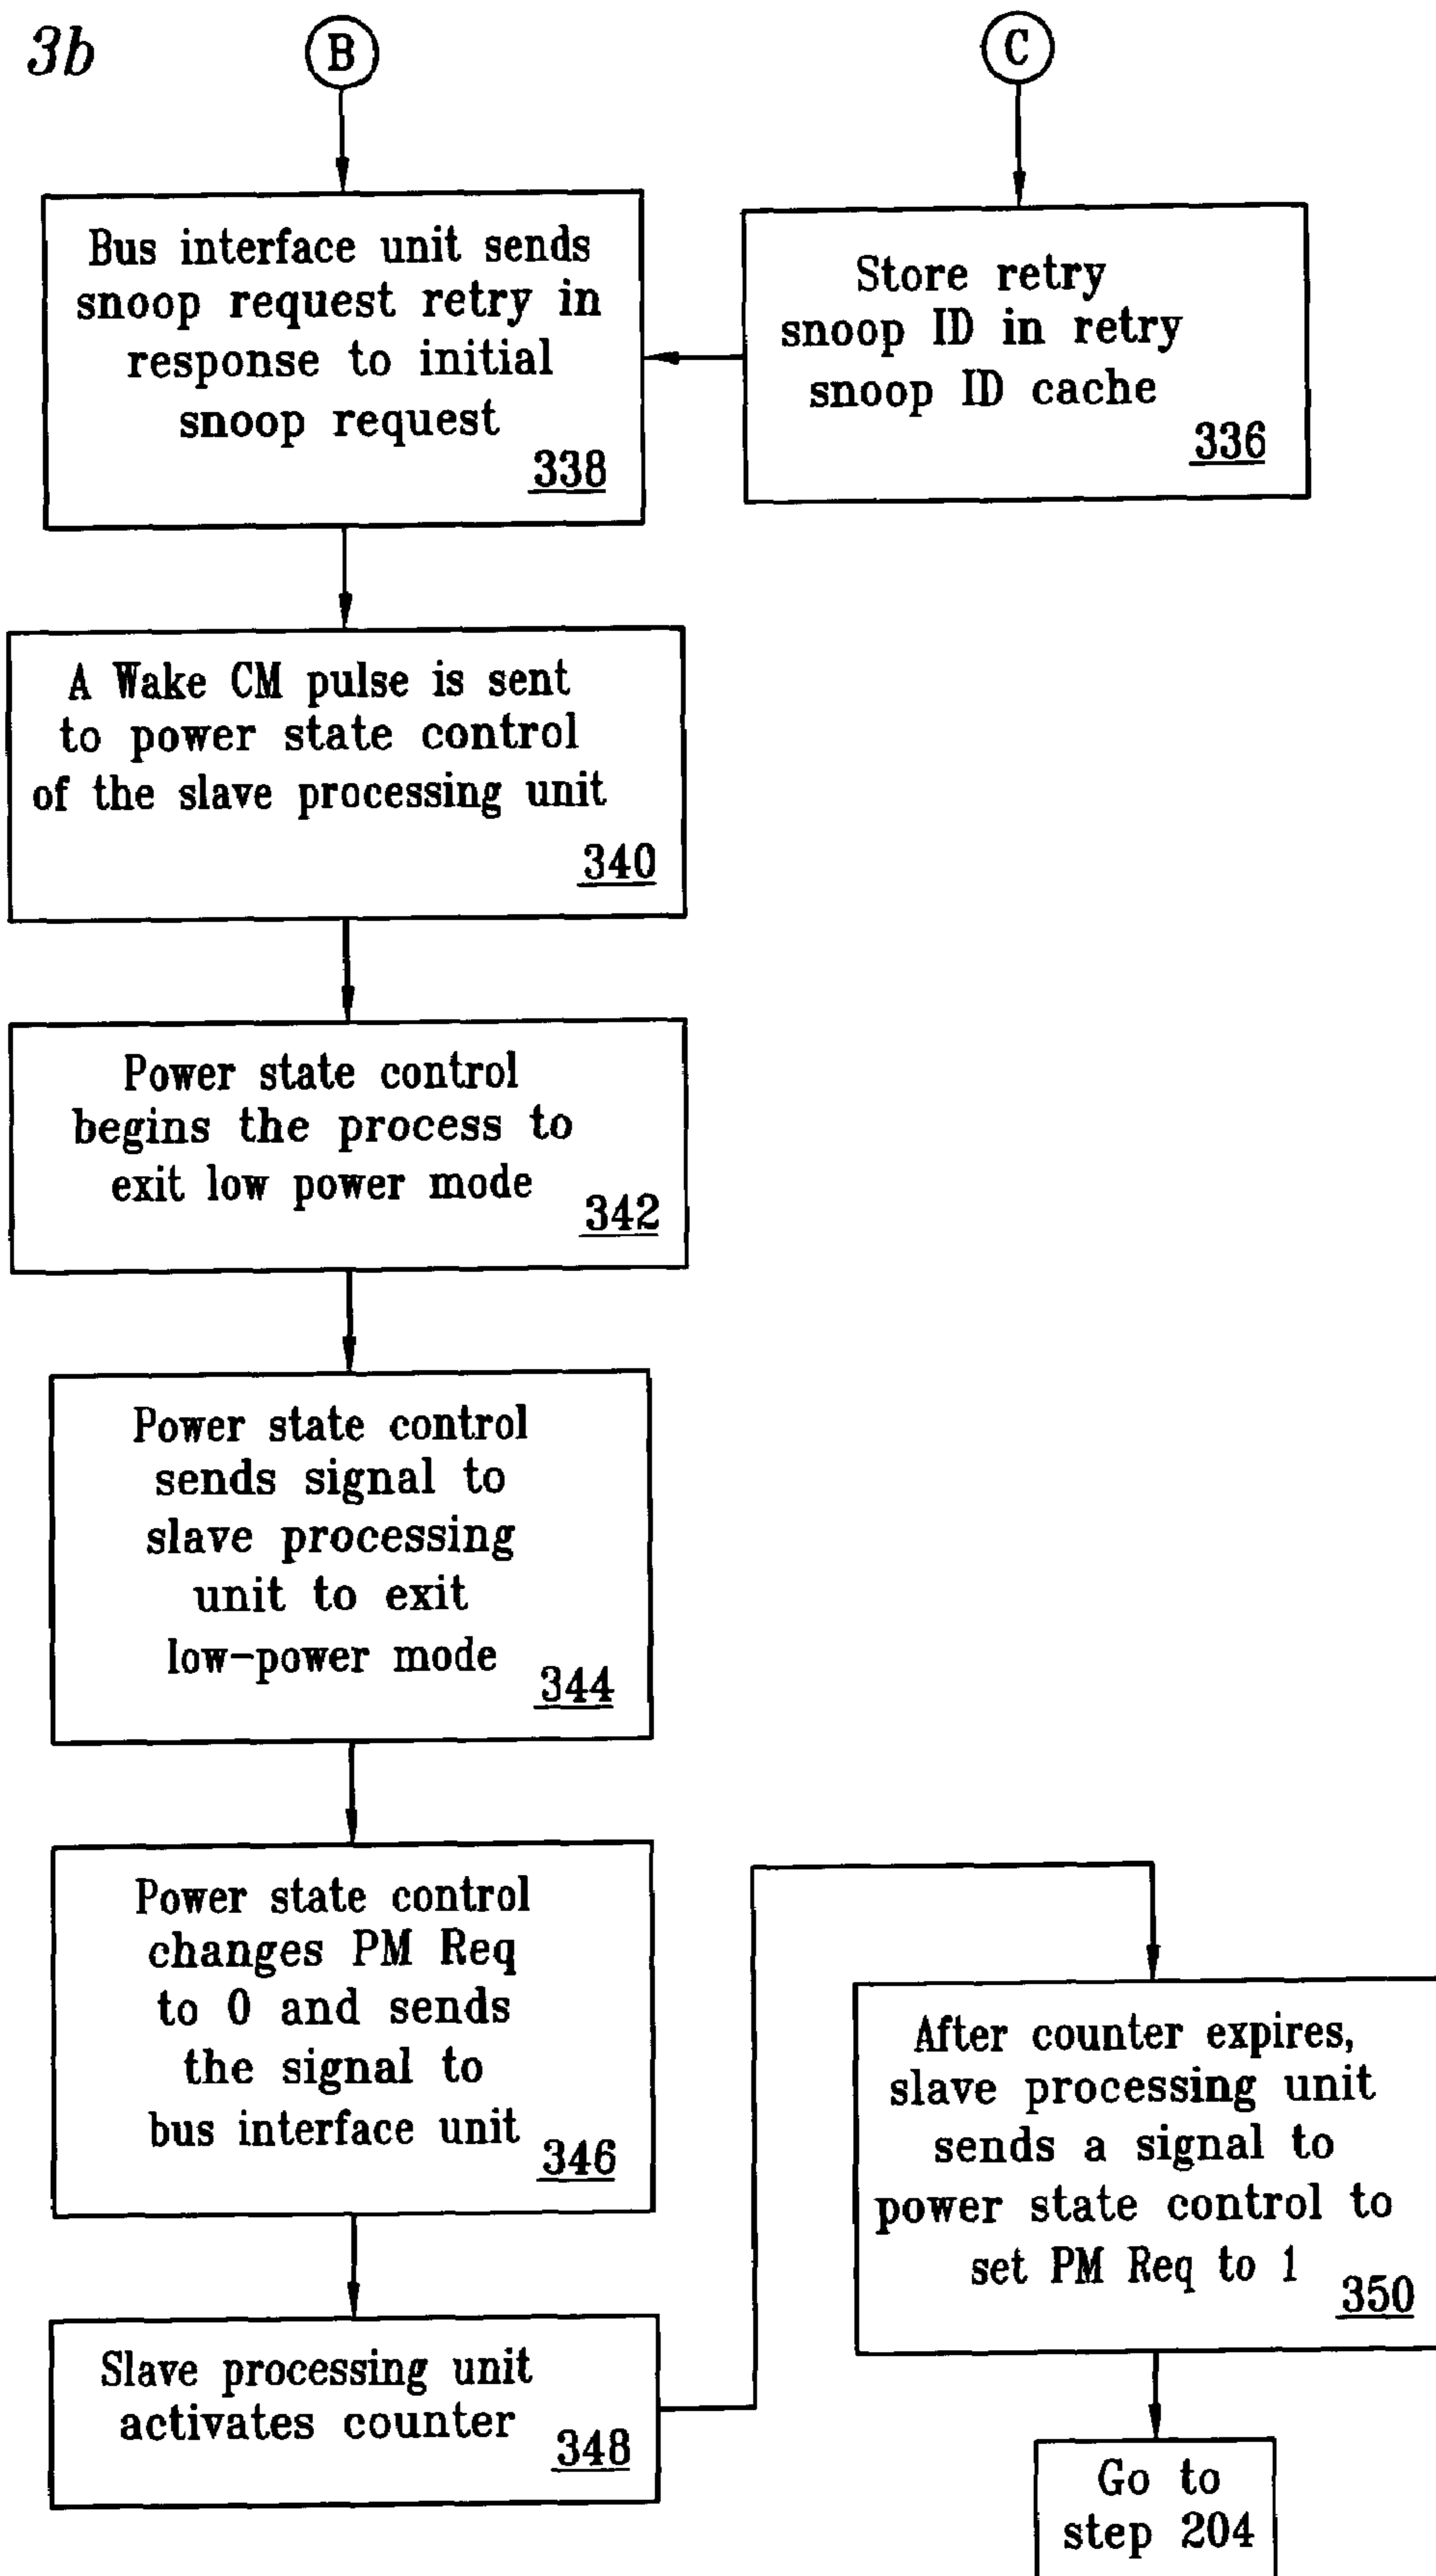 3b
B
C
Bus interface unit sends
snoop request retry in
response to initial
snoop request
338
Store retry
snoop ID in retry
snoop ID cache
336
A Wake CM pulse is sent
to power state control
of the slave processing unit
340
Power state control
begins the process to
exit low power mode
342
Power state control
sends signal to
slave processing
unit to exit
low-power mode
344
Power state control
changes PM Req
to 0 and sends
the signal to
bus interface unit
346
Slave processing unit
activates counter
348
After counter expires,
slave processing unit
sends a signal to
power state control to
set PM Req to 1
350
Go to
step 204